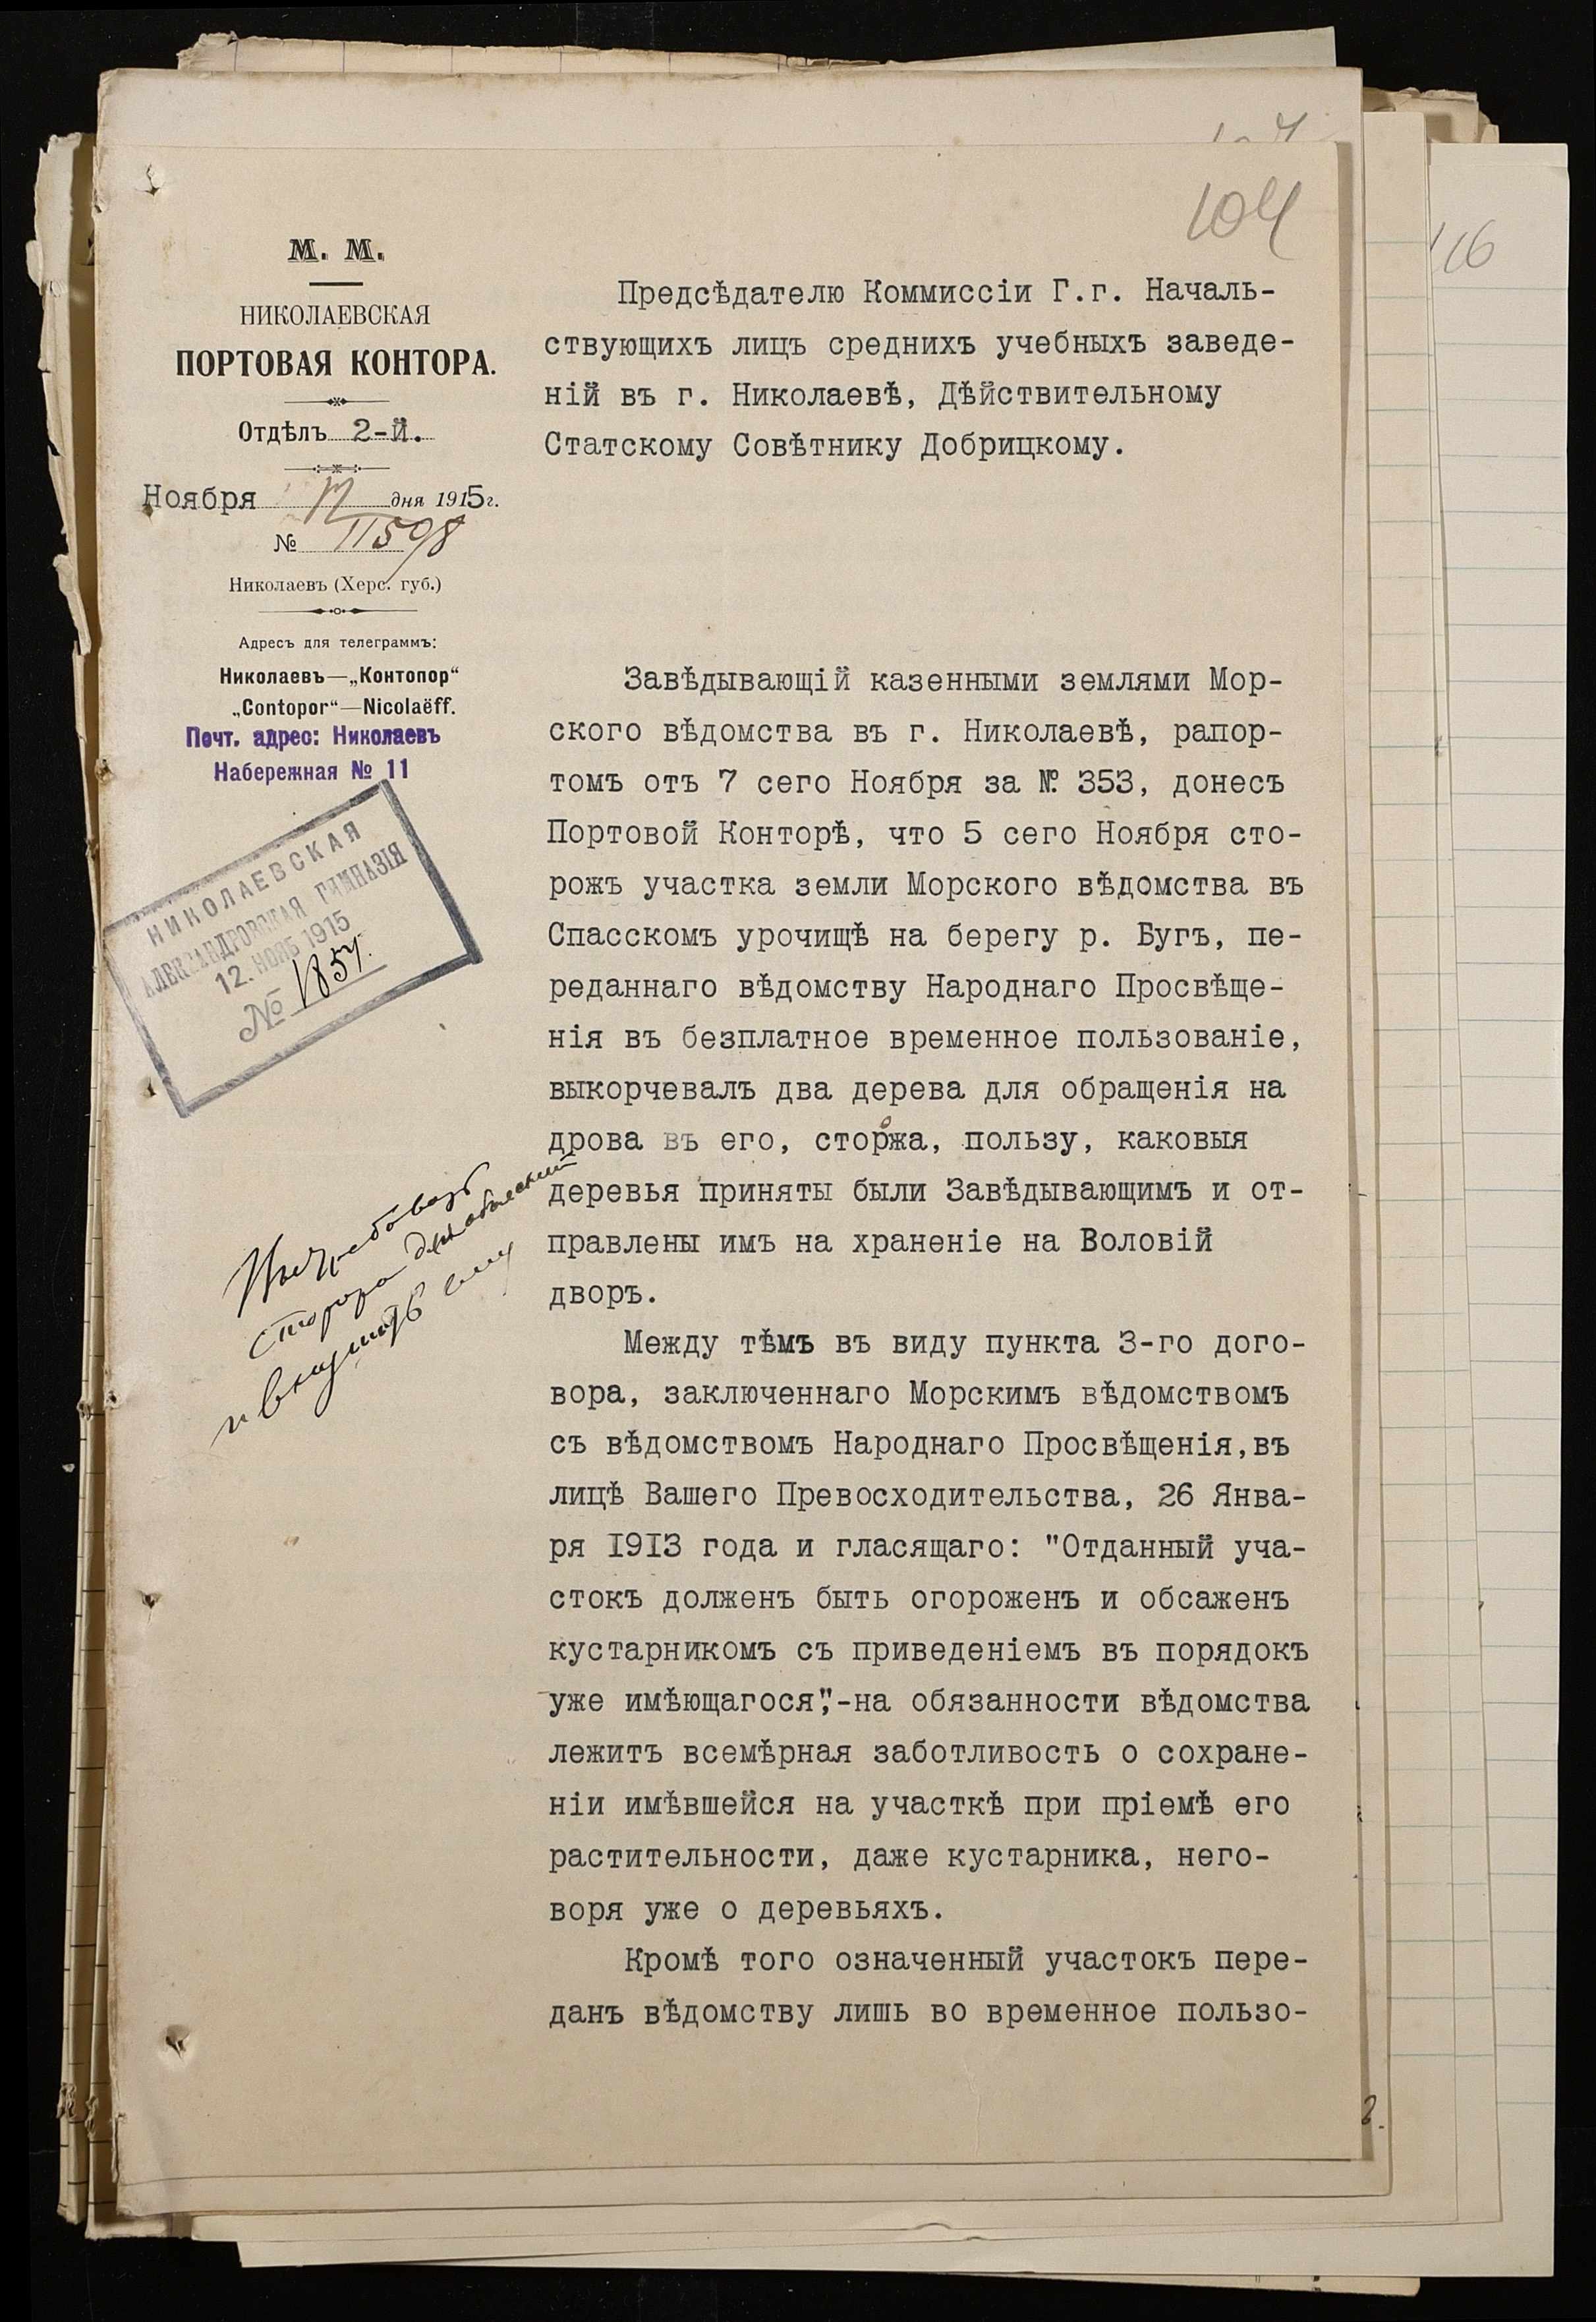 104
116
М. М.
НИКОЛАЕВСКАЯ
ПОРТОВАЯ КОНТОРА.
Отдѣлъ 2-й.
Ноября дня 1915 г.
№ 11598
Николаевъ (Херс. губ.)
Адресъ для телеграммъ:
Николаевъ—„Контопор“
„Contopor“—Nicolaëff.
Почт. адрес: Николаевъ
Набережная № 11
НИКОЛАЕВСКАЯ
АЛЕКСАНДРОВСКАЯ ГИМНАЗІЯ
12. НОЯБ 1915
№ 1857.
сторожа
и внушить ему
Предсѣдателю Коммиссіи Г.г. Началь-
ствующихъ лицъ среднихъ учебныхъ заведе-
ній въ г. Николаевѣ, Дѣйствительному
Статскому Совѣтнику Добрицкому.
Завѣдывающій казенными землями Мор-
ского вѣдомства въ г. Николаевѣ, рапор-
томъ отъ 7 сего Ноября за № 353, донесъ
Портовой Конторѣ, что 5 сего Ноября сто-
рожъ участка земли Морского вѣдомства въ
Спасскомъ урочищѣ на берегу р. Бугъ, пе-
реданнаго вѣдомству Народнаго Просвѣще-
нія въ безплатное временное пользованіе,
выкорчевалъ два дерева для обращенія на
дрова въ его, сторожа, пользу, каковыя
деревья приняты были Завѣдывающимъ и от-
правлены имъ на храненіе на Воловій
дворъ.
Между тѣмъ въ виду пункта 3-го дого-
вора, заключеннаго Морскимъ вѣдомствомъ
съ вѣдомствомъ Народнаго Просвѣщенія,въ
лицѣ Вашего Превосходительства, 26 Янва-
ря 1913 года и гласящаго: "Отданный уча-
стокъ долженъ быть огороженъ и обсаженъ
кустарникомъ съ приведеніемъ въ порядокъ
уже имѣющагося",-на обязанности вѣдомства
лежитъ всемѣрная заботливость о сохране-
ніи имѣвшейся на участкѣ при пріемѣ его
растительности, даже кустарника, него-
воря уже о деревьяхъ.
Кромѣ того означенный участокъ пере-
данъ вѣдомству лишь во временное пользо-